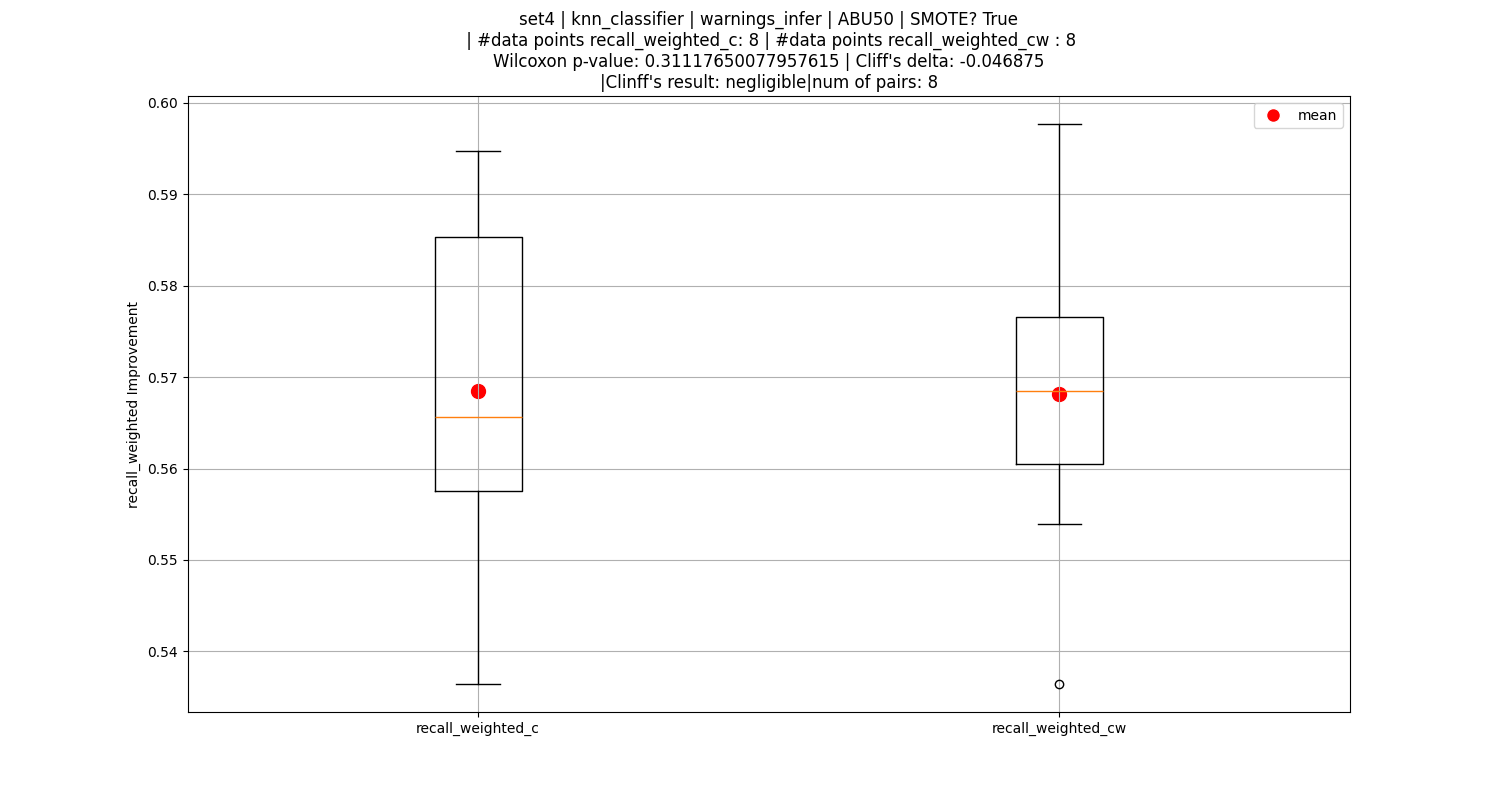 set4 | knn_classifier | warnings_infer | ABU50 | SMOTE? True
| #data points recall_weighted_c: 8 | #data points recall_weighted_cw : 8
Wilcoxon p-value: 0.31117650077957615 | Cliff's delta: -0.046875
|Clinff's result: negligible|num of pairs: 8
mean
0.60
0.59
0.58
0.57
0.56
0.55
0.54
recall_weighted Improvement
recall_weighted_c
recall_weighted_cw